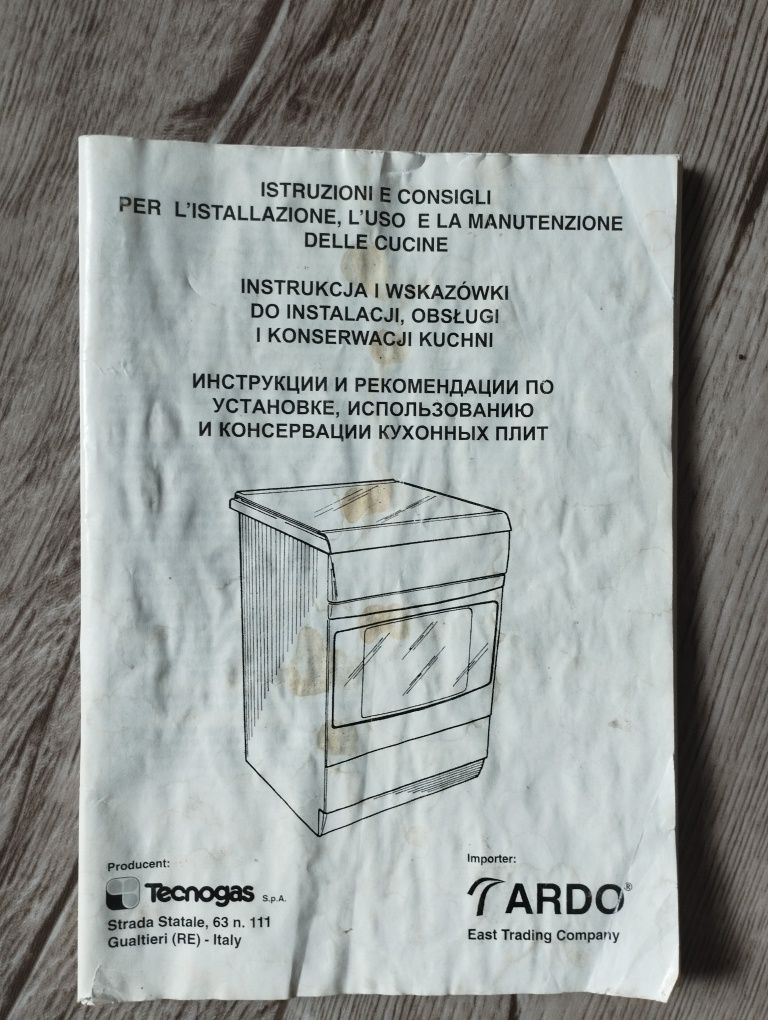 ISTRUZIONI E CONSIGLI
PER L'ISTALLAZIONE, L'USO E LA MANUTENZIONE
DELLE CUCINE
INSTRUKCJA I WSKAZÓWKI
DO INSTALACJI, OBSŁUGI
I KONSERWACJI KUCHNI
ИНСТРУКЦИИ И РЕКОМЕНДАЦИИ ПО
УСТАНОВКЕ, ИСПОЛЬЗОВАНИЮ
И КОНСЕРВАЦИИ КУХОННЫХ ПЛИТ
Producent:
Tecnogas S.p.A.
Strada Statale, 63 n. 111
Gualtieri (RE) - Italy
Importer:
ARDO®
East Trading Company